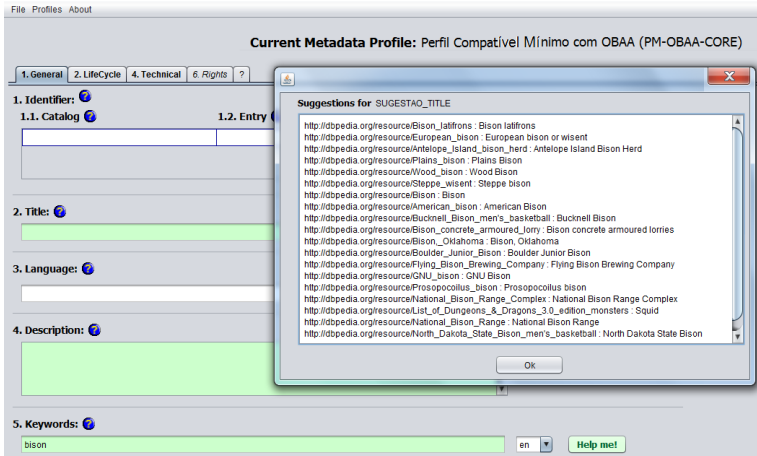 File Profiles About
Current Metadata Profile: Perfil Compatível Mínimo com OBAA (PM-OBAA-CORE)
1. General 2. LifeCycle 4. Technical 6. Rights ?
1. Identifier: ?
1.1. Catalog ? 1.2. Entry
2. Title: ?
3. Language: ?
4. Description: ?
5. Keywords: ?
bison en Help me!
X
Suggestions for SUGESTAO_TITLE
http://dbpedia.org/resource/Bison_latifrons : Bison latifrons
http://dbpedia.org/resource/European_bison : European bison or wisent
http://dbpedia.org/resource/Antelope_Island_bison_herd : Antelope Island Bison Herd
http://dbpedia.org/resource/Plains_bison : Plains Bison
http://dbpedia.org/resource/Wood_bison : Wood Bison
http://dbpedia.org/resource/Steppe_wisent : Steppe bison
http://dbpedia.org/resource/Bison : Bison
http://dbpedia.org/resource/American_bison : American Bison
http://dbpedia.org/resource/Bucknell_Bison_men's_basketball : Bucknell Bison
http://dbpedia.org/resource/Bison_concrete_armoured_lorry : Bison concrete armoured lorries
http://dbpedia.org/resource/Bison,_Oklahoma : Bison, Oklahoma
http://dbpedia.org/resource/Boulder_Junior_Bison : Boulder Junior Bison
http://dbpedia.org/resource/Flying_Bison_Brewing_Company : Flying Bison Brewing Company
http://dbpedia.org/resource/GNU_bison : GNU Bison
http://dbpedia.org/resource/Prosopocoilus_bison : Prosopocoilus bison
http://dbpedia.org/resource/National_Bison_Range_Complex : National Bison Range Complex
http://dbpedia.org/resource/List_of_Dungeons_&_Dragons_3.0_edition_monsters : Squid
http://dbpedia.org/resource/National_Bison_Range : National Bison Range
http://dbpedia.org/resource/North_Dakota_State_Bison_men's_basketball : North Dakota State Bison
Ok